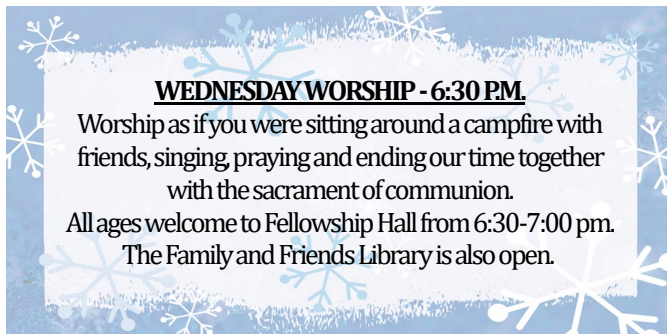 WEDNESDAY WORSHIP - 6:30 P.M.
Worship as if you were sitting around a campfire with
friends, singing, praying and ending our time together
with the sacrament of communion.
All ages welcome to Fellowship Hall from 6:30-7:00 pm.
The Family and Friends Library is also open.